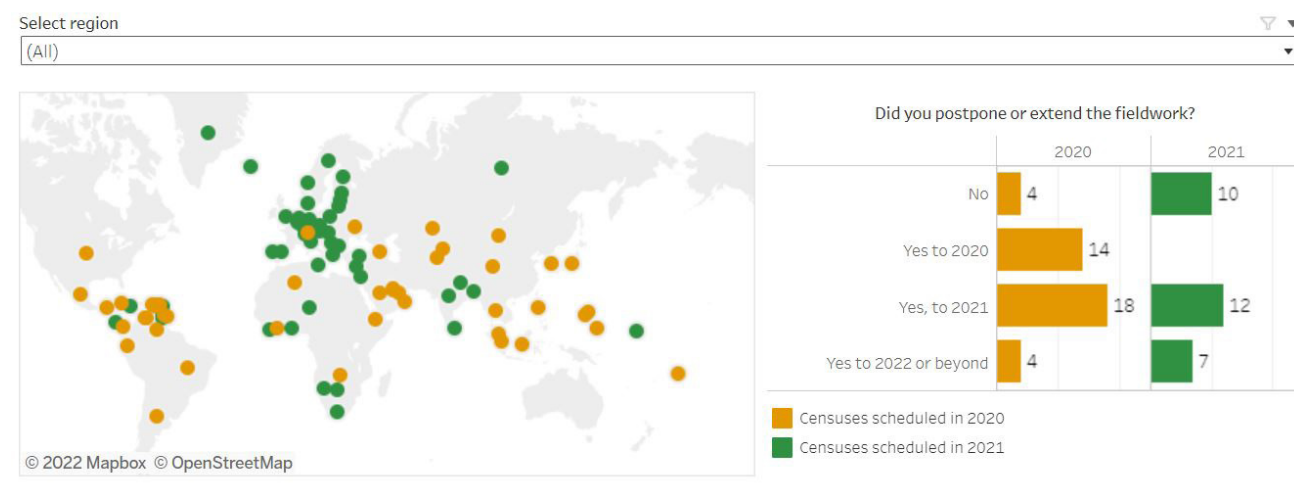 Select region
(All)
Did you postpone or extend the fieldwork?
2020 2021
No 4 10
Yes to 2020 14
Yes, to 2021 18 12
Yes to 2022 or beyond 4 7
Censuses scheduled in 2020
Censuses scheduled in 2021
© 2022 Mapbox © OpenStreetMap